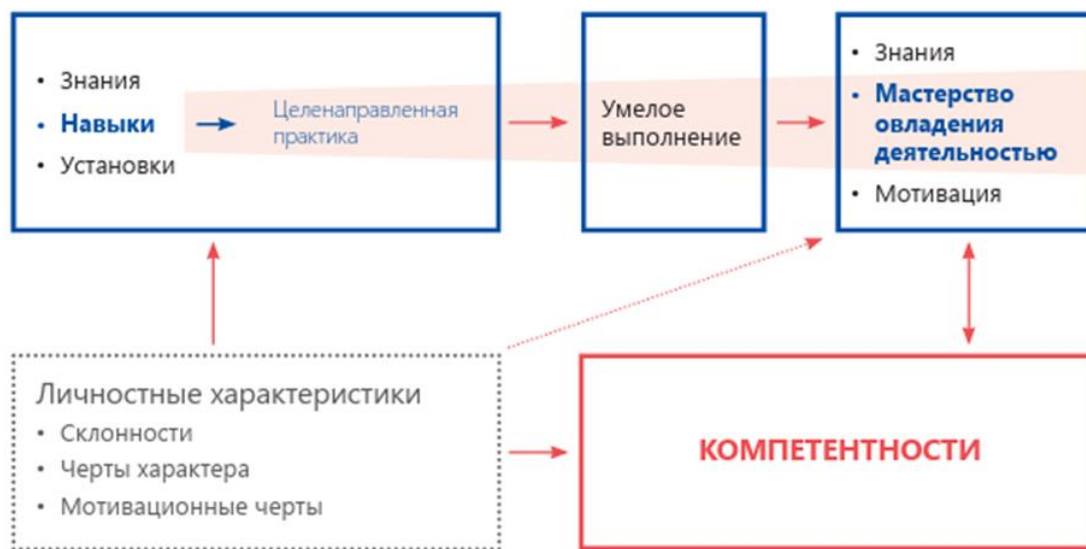 • Знания
• Навыки
• Установки
Целенаправленная
практика
Умелое
выполнение
• Знания
• Мастерство
овладения
деятельностью
• Мотивация
Личностные характеристики
• Склонности
• Черты характера
• Мотивационные черты
КОМПЕТЕНТНОСТИ